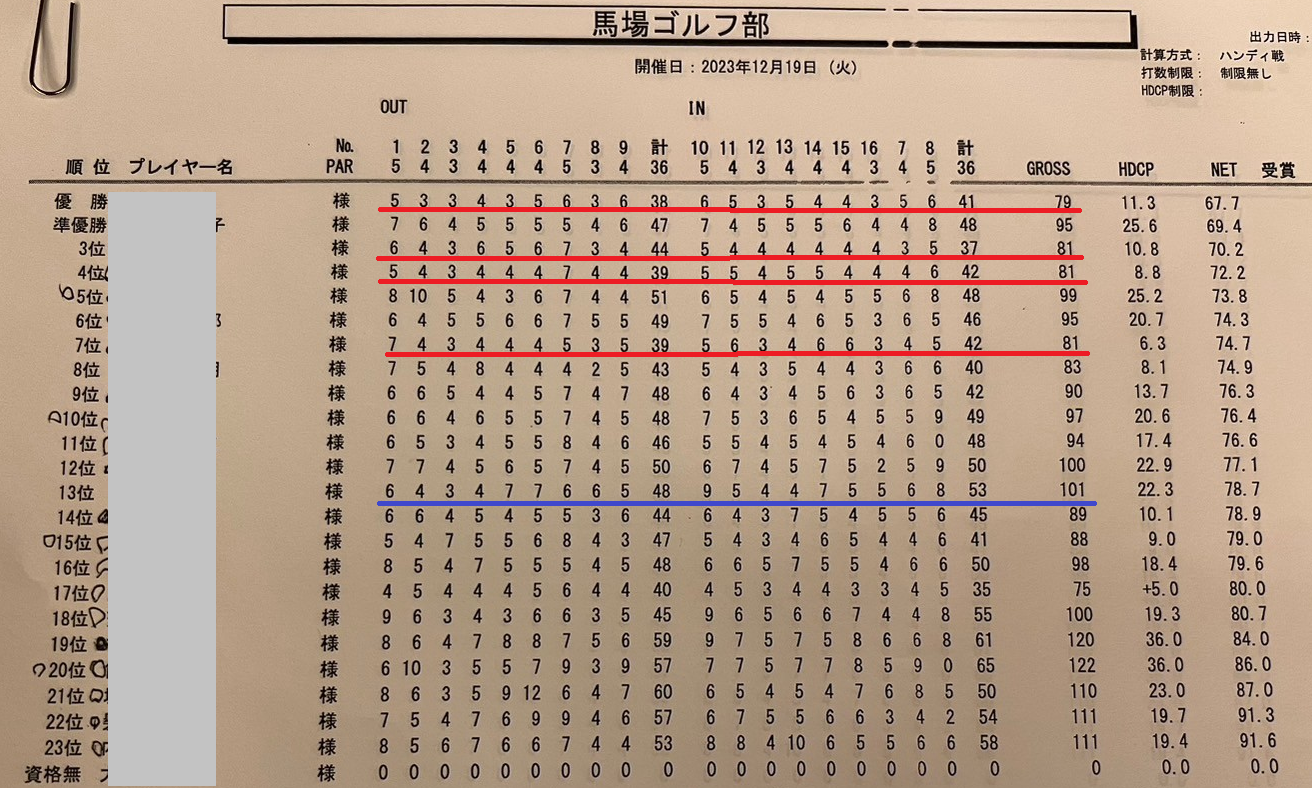 馬場ゴルフ部
出力日時：
計算方式： ハンディ戦
開催日：2023年12月19日（火）
打数制限： 制限無し
HDCP制限：
OUT IN
No. 1 2 3 4 5 6 7 8 9 計 10 11 12 13 14 15 16 7 8 計
順位 プレイヤー名 PAR 5 4 3 4 4 4 5 3 4 36 5 4 3 4 4 4 3 4 5 36 GROSS HDCP NET 受賞
優勝 様 5 3 3 4 3 5 6 3 6 38 6 5 3 5 4 4 3 5 6 41 79 11.3 67.7
準優勝 子 様 7 6 4 5 5 5 5 4 6 47 7 4 5 5 5 6 4 4 8 48 95 25.6 69.4
3位 様 6 4 3 6 5 6 7 3 4 44 5 4 4 4 4 4 4 3 5 37 81 10.8 70.2
4位 様 5 4 3 4 4 4 7 4 4 39 5 5 4 5 5 4 4 4 6 42 81 8.8 72.2
5位 様 8 10 5 4 3 6 7 4 4 51 6 5 4 5 4 5 5 6 8 48 99 25.2 73.8
6位 様 6 4 5 5 6 6 7 5 5 49 7 5 5 4 6 5 3 6 5 46 95 20.7 74.3
7位 様 7 4 3 4 4 4 5 3 5 39 5 6 3 4 6 6 3 4 5 42 81 6.3 74.7
8位 様 7 5 4 8 4 4 4 2 5 43 5 4 3 5 4 4 3 6 6 40 83 8.1 74.9
9位 様 6 6 5 4 4 5 7 4 7 48 6 4 3 4 5 6 3 6 5 42 90 13.7 76.3
10位 様 6 6 4 6 5 5 7 4 5 48 7 5 3 6 5 4 5 5 9 49 97 20.6 76.4
11位 様 6 5 3 4 5 5 8 4 6 46 5 5 4 5 4 5 4 6 0 48 94 17.4 76.6
12位 様 7 7 4 5 6 5 7 4 5 50 6 7 4 5 7 5 2 5 9 50 100 22.9 77.1
13位 様 6 4 3 4 7 7 6 6 5 48 9 5 4 4 7 5 5 6 8 53 101 22.3 78.7
14位 様 6 6 4 5 4 5 5 3 6 44 6 4 3 7 5 4 5 5 6 45 89 10.1 78.9
15位 様 5 4 7 5 5 6 8 4 3 47 5 4 3 4 6 5 4 4 6 41 88 9.0 79.0
16位 様 8 5 4 7 5 5 5 4 5 48 6 6 5 7 5 5 4 6 6 50 98 18.4 79.6
17位 様 4 5 4 4 4 5 6 4 4 40 4 5 3 4 4 3 3 4 5 35 75 +5.0 80.0
18位 様 9 6 3 4 3 6 6 3 5 45 9 6 5 6 6 7 4 4 8 55 100 19.3 80.7
19位 様 8 6 4 7 8 8 7 5 6 59 9 7 5 7 5 8 6 6 8 61 120 36.0 84.0
20位 様 6 10 3 5 5 7 9 3 9 57 7 7 5 7 7 8 5 9 0 65 122 36.0 86.0
21位 様 8 6 3 5 9 12 6 4 7 60 6 5 4 5 4 7 6 8 5 50 110 23.0 87.0
22位 様 7 5 4 7 6 9 9 4 6 57 6 7 5 5 6 6 3 4 2 54 111 19.7 91.3
23位 様 8 5 6 7 6 6 7 4 4 53 8 8 4 10 6 5 5 6 6 58 111 19.4 91.6
資格無 様 0 0 0 0 0 0 0 0 0 0 0 0 0 0 0 0 0 0 0 0 0 0.0 0.0